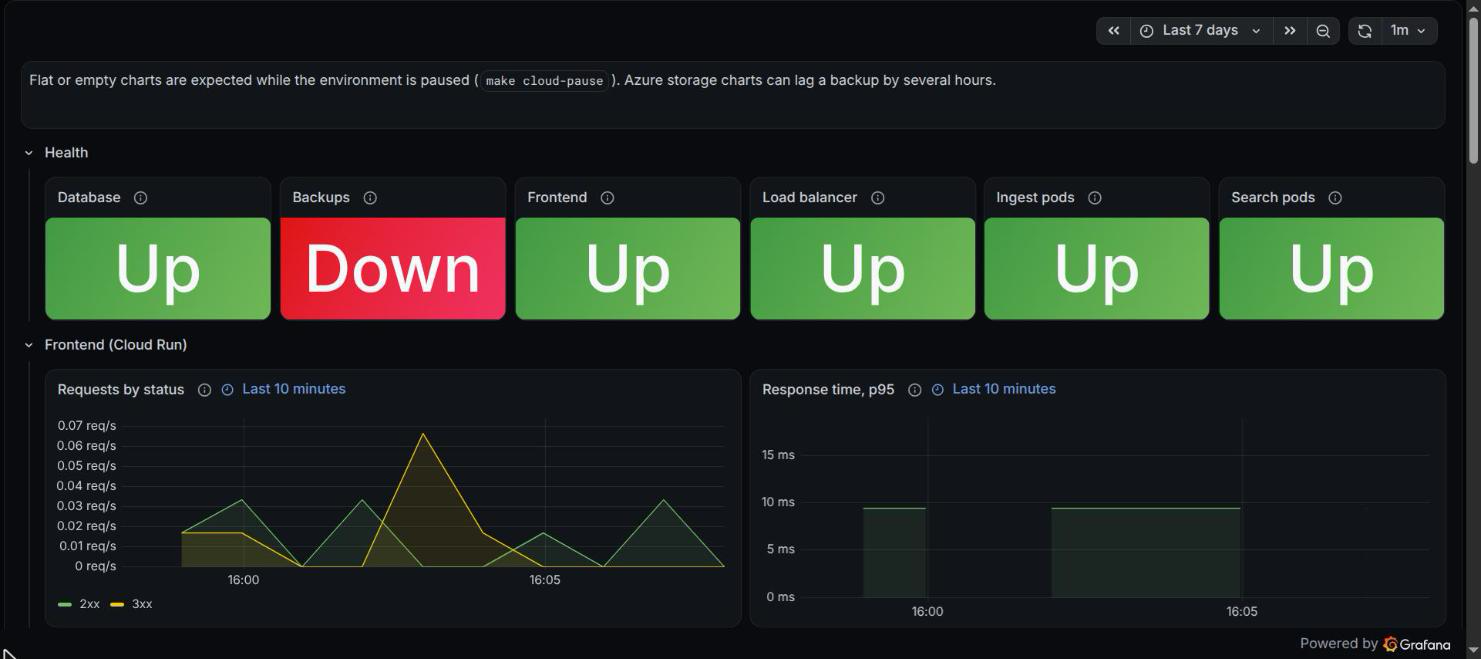 Last 7 days
1m
Flat or empty charts are expected while the environment is paused ( make cloud-pause ). Azure storage charts can lag a backup by several hours.
Health
Database
Backups
Frontend
Load balancer
Ingest pods
Search pods
Up
Down
Up
Up
Up
Up
Frontend (Cloud Run)
Requests by status
Last 10 minutes
0.07 req/s
0.06 req/s
0.05 req/s
0.04 req/s
0.03 req/s
0.02 req/s
0.01 req/s
0 req/s
16:00
16:05
2xx
3xx
Response time, p95
Last 10 minutes
15 ms
10 ms
5 ms
0 ms
16:00
16:05
Powered by Grafana